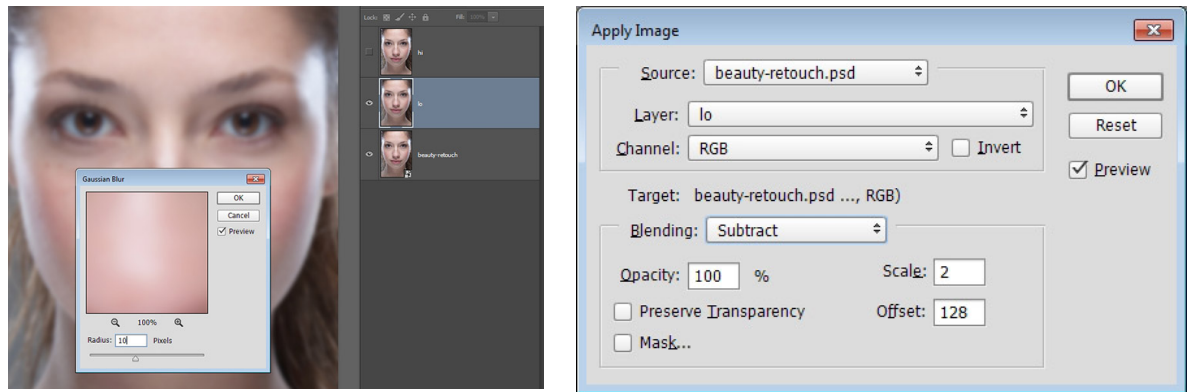 Lock:
Fill: 100%
hi
lo
beauty-retouch
Gaussian Blur
OK
Cancel
Preview
100%
Radius: 10 Pixels
Apply Image
Source: beauty-retouch.psd
OK
Layer: lo
Reset
Channel: RGB
Invert
Preview
Target: beauty-retouch.psd ..., RGB)
Blending: Subtract
Opacity: 100 %
Scale: 2
Preserve Transparency
Offset: 128
Mask...